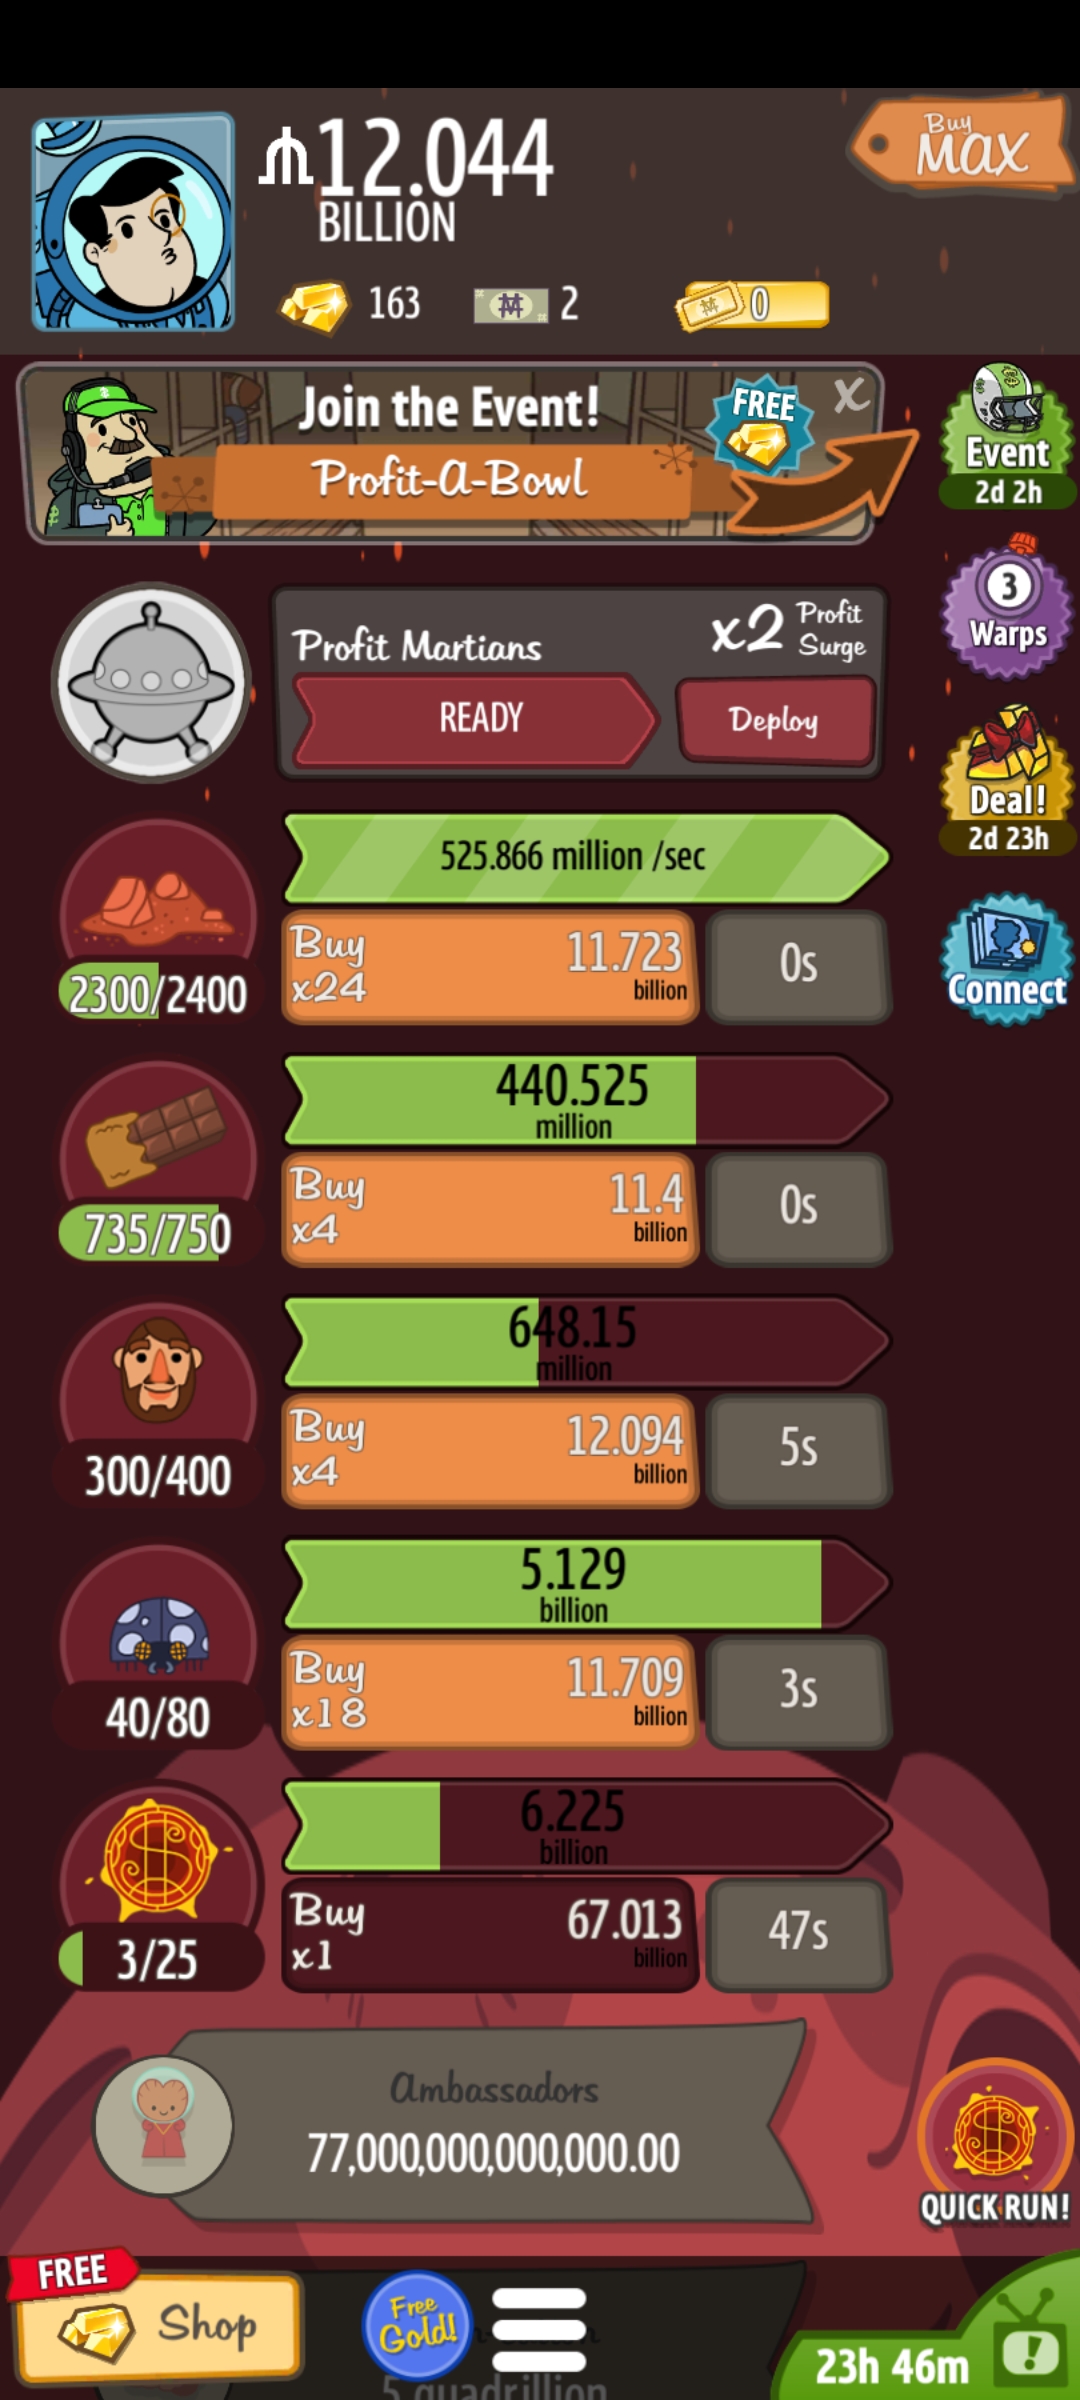 12.044
BILLION
Buy
MAX
163
2
0
Join the Event!
Profit-A-Bowl
FREE
X
Event
2d 2h
3
Warps
Profit Martians
x2 Profit Surge
READY
Deploy
Deal!
2d 23h
525.866 million /sec
2300/2400
Buy
x24
11.723
billion
0s
Connect
440.525
million
735/750
Buy
x4
11.4
billion
0s
648.15
million
300/400
Buy
x4
12.094
billion
5s
5.129
billion
40/80
Buy
x18
11.709
billion
3s
6.225
billion
3/25
Buy
x1
67.013
billion
47s
Ambassadors
77,000,000,000,000.00
QUICK RUN!
FREE
Shop
Free
Gold!
23h 46m
5 quadrillion